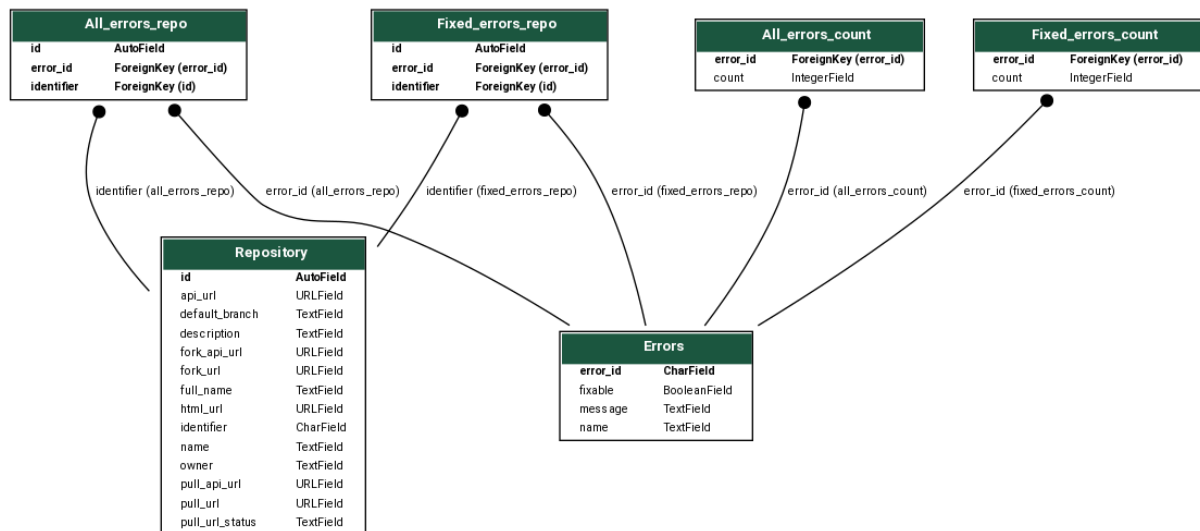 All_errors_repo
id AutoField
error_id ForeignKey (error_id)
identifier ForeignKey (id)
Fixed_errors_repo
id AutoField
error_id ForeignKey (error_id)
identifier ForeignKey (id)
All_errors_count
error_id ForeignKey (error_id)
count IntegerField
Fixed_errors_count
error_id ForeignKey (error_id)
count IntegerField
identifier (all_errors_repo)
error_id (all_errors_repo)
identifier (fixed_errors_repo)
error_id (fixed_errors_repo)
error_id (all_errors_count)
error_id (fixed_errors_count)
Repository
id AutoField
api_url URLField
default_branch TextField
description TextField
fork_api_url URLField
fork_url URLField
full_name TextField
html_url URLField
identifier CharField
name TextField
owner TextField
pull_api_url URLField
pull_url URLField
pull_url_status TextField
Errors
error_id CharField
fixable BooleanField
message TextField
name TextField